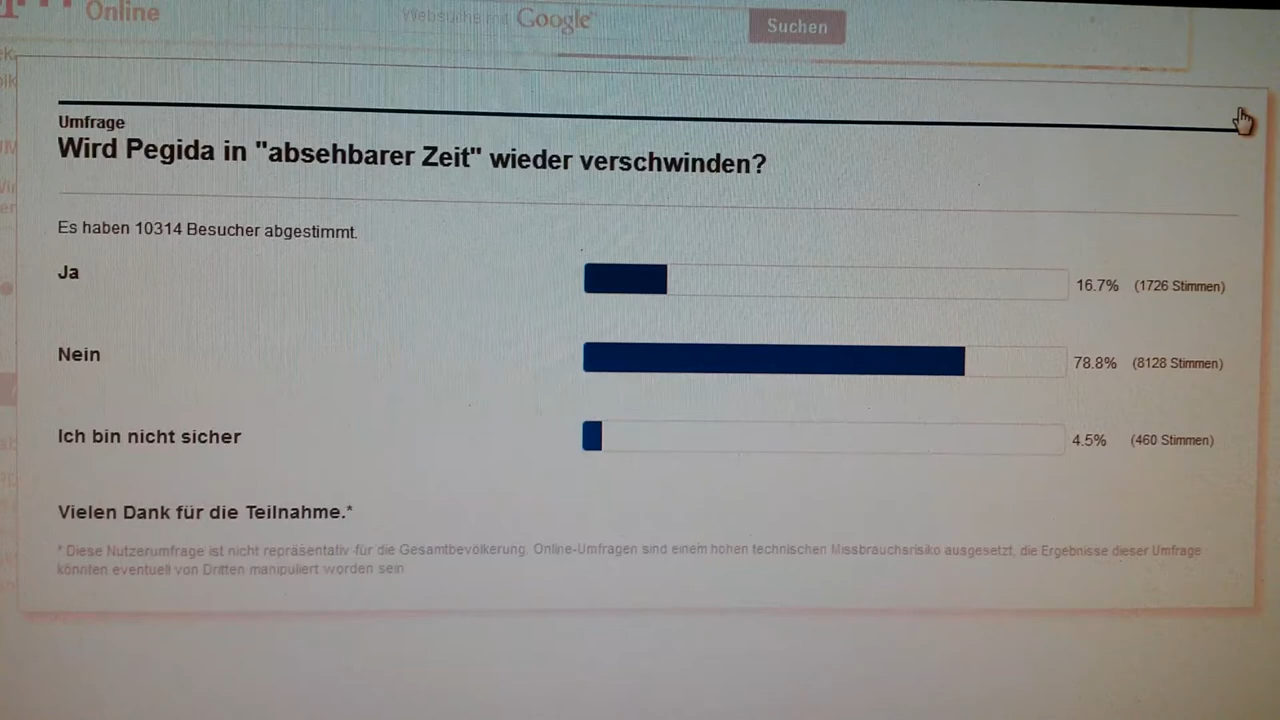 Online
Websuche mit Google
Suchen
Umfrage
Wird Pegida in "absehbarer Zeit" wieder verschwinden?
Es haben 10314 Besucher abgestimmt.
Ja
16.7% (1726 Stimmen)
Nein
78.8% (8128 Stimmen)
Ich bin nicht sicher
4.5% (460 Stimmen)
Vielen Dank für die Teilnahme.*
* Diese Nutzerumfrage ist nicht repräsentativ für die Gesamtbevölkerung. Online-Umfragen sind einem hohen technischen Missbrauchsrisiko ausgesetzt, die Ergebnisse dieser Umfrage
könnten eventuell von Dritten manipuliert worden sein